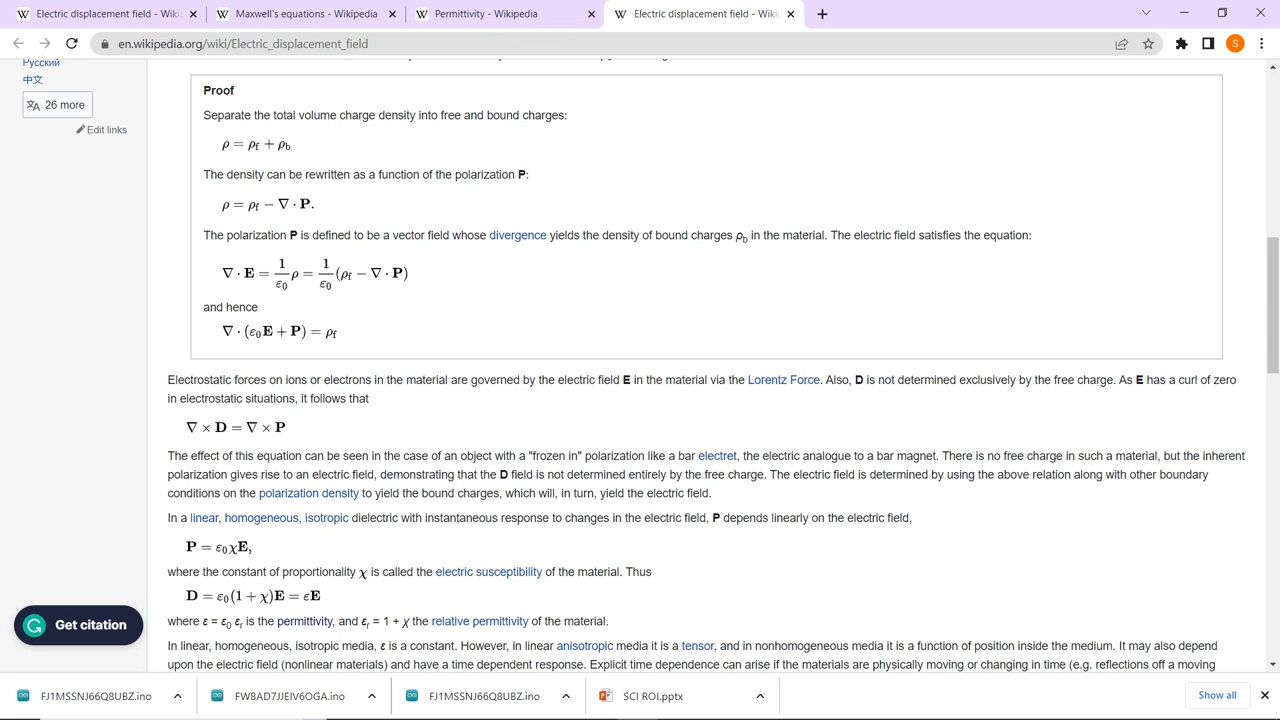 Electric displacement field - Wiki
Maxwell's equations - Wikipedia
Permittivity - Wikipedia
Electric displacement field - Wiki
en.wikipedia.org/wiki/Electric_displacement_field
S
Русский
中文
26 more
Edit links
Proof
Separate the total volume charge density into free and bound charges:
ρ = ρf + ρb
The density can be rewritten as a function of the polarization P:
ρ = ρf − ∇ · P.
The polarization P is defined to be a vector field whose divergence yields the density of bound charges ρb in the material. The electric field satisfies the equation:
∇ · E = 1/ε0 ρ = 1/ε0 (ρf − ∇ · P)
and hence
∇ · (ε0E + P) = ρf
Electrostatic forces on ions or electrons in the material are governed by the electric field E in the material via the Lorentz Force. Also, D is not determined exclusively by the free charge. As E has a curl of zero
in electrostatic situations, it follows that
∇ × D = ∇ × P
The effect of this equation can be seen in the case of an object with a "frozen in" polarization like a bar electret, the electric analogue to a bar magnet. There is no free charge in such a material, but the inherent
polarization gives rise to an electric field, demonstrating that the D field is not determined entirely by the free charge. The electric field is determined by using the above relation along with other boundary
conditions on the polarization density to yield the bound charges, which will, in turn, yield the electric field.
In a linear, homogeneous, isotropic dielectric with instantaneous response to changes in the electric field, P depends linearly on the electric field,
P = ε0χE,
where the constant of proportionality χ is called the electric susceptibility of the material. Thus
D = ε0(1 + χ)E = εE
where ε = ε0 εr is the permittivity, and εr = 1 + χ the relative permittivity of the material.
In linear, homogeneous, isotropic media, ε is a constant. However, in linear anisotropic media it is a tensor, and in nonhomogeneous media it is a function of position inside the medium. It may also depend
upon the electric field (nonlinear materials) and have a time dependent response. Explicit time dependence can arise if the materials are physically moving or changing in time (e.g. reflections off a moving
Get citation
FJ1MSSNJ66Q8UBZ.ino
FW8AD7JJEIV6OGA.ino
FJ1MSSNJ66Q8UBZ.ino
SCI ROI.pptx
Show all